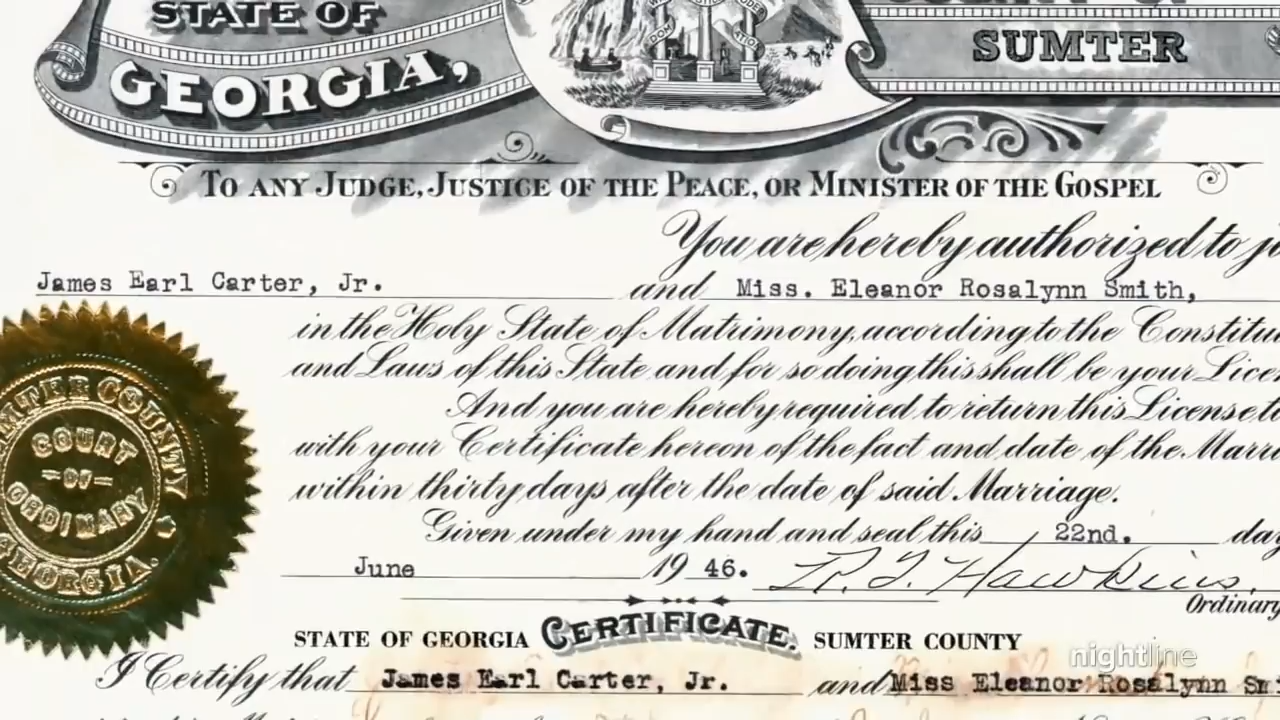 STATE OF
GEORGIA,
SUMTER
TO ANY JUDGE, JUSTICE OF THE PEACE, OR MINISTER OF THE GOSPEL
You are hereby authorized to
James Earl Carter, Jr. and Miss. Eleanor Rosalynn Smith,
in the Holy State of Matrimony, according to the
and Laws of this State and for so doing this shall be your
And you are hereby required to return this License
with your Certificate hereon of the fact and date of the
within thirty days after the date of said Marriage.
Given under my hand and seal this 22nd. day
June 19 46. R. T. Hawkins.
Ordinary
COUNTY
COURT
OF
ORDINARY
GEORGIA.
STATE OF GEORGIA CERTIFICATE. SUMTER COUNTY
I Certify that James Earl Carter, Jr. and Miss Eleanor Rosalynn
nightline